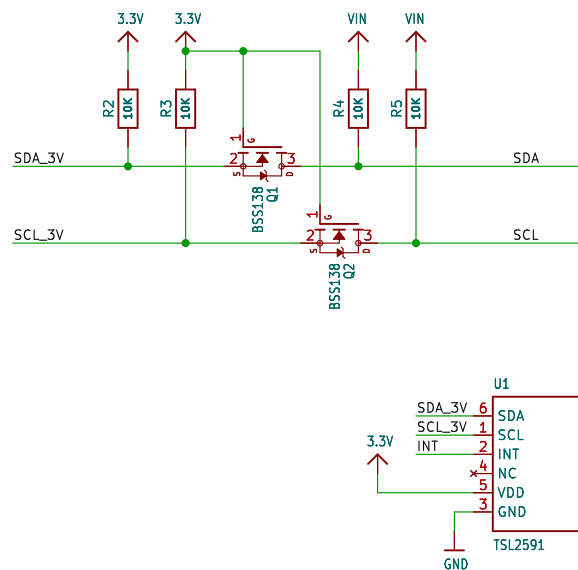 3.3V 3.3V VIN VIN
R2 10K R3 10K R4 10K R5 10K
1 G
SDA_3V 2 3 SDA
S D
BSS138
Q1
1 G
SCL_3V 2 3 SCL
S D
BSS138
Q2
U1
SDA_3V 6 SDA
SCL_3V 1 SCL
INT 2 INT
3.3V 4 NC
5 VDD
3 GND
TSL2591
GND